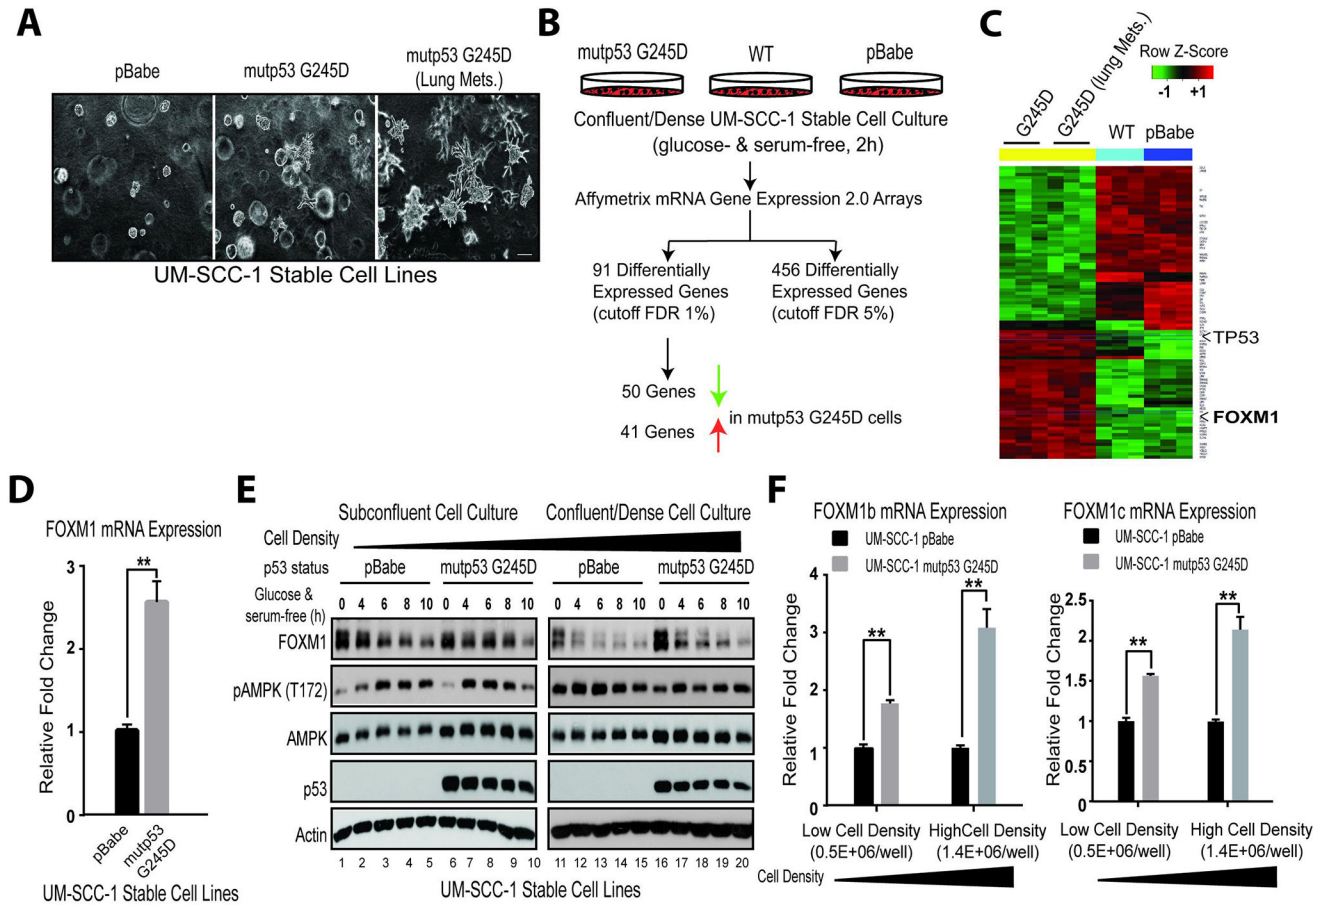 A
pBabe
mutp53 G245D
mutp53 G245D
(Lung Mets.)
UM-SCC-1 Stable Cell Lines
B
mutp53 G245D
WT
pBabe
Confluent/Dense UM-SCC-1 Stable Cell Culture
(glucose- & serum-free, 2h)
Affymetrix mRNA Gene Expression 2.0 Arrays
91 Differentially
Expressed Genes
(cutoff FDR 1%)
456 Differentially
Expressed Genes
(cutoff FDR 5%)
50 Genes
41 Genes
in mutp53 G245D cells
C
Row Z-Score
-1 +1
G245D
G245D (lung Mets.)
WT
pBabe
TP53
FOXM1
D
FOXM1 mRNA Expression
Relative Fold Change
3
2
1
0
**
pBabe
mutp53
G245D
UM-SCC-1 Stable Cell Lines
E
Subconfluent Cell Culture
Confluent/Dense Cell Culture
Cell Density
p53 status
pBabe
mutp53 G245D
pBabe
mutp53 G245D
Glucose &
serum-free (h)
0 4 6 8 10 0 4 6 8 10 0 4 6 8 10 0 4 6 8 10
FOXM1
pAMPK (T172)
AMPK
p53
Actin
1 2 3 4 5 6 7 8 9 10 11 12 13 14 15 16 17 18 19 20
UM-SCC-1 Stable Cell Lines
F
FOXM1b mRNA Expression
UM-SCC-1 pBabe
UM-SCC-1 mutp53 G245D
Relative Fold Change
4
3
2
1
0
**
**
Low Cell Density
(0.5E+06/well)
HighCell Density
(1.4E+06/well)
Cell Density
FOXM1c mRNA Expression
UM-SCC-1 pBabe
UM-SCC-1 mutp53 G245D
Relative Fold Change
2.5
2
1.5
1
0.5
0
**
**
Low Cell Density
(0.5E+06/well)
High Cell Density
(1.4E+06/well)